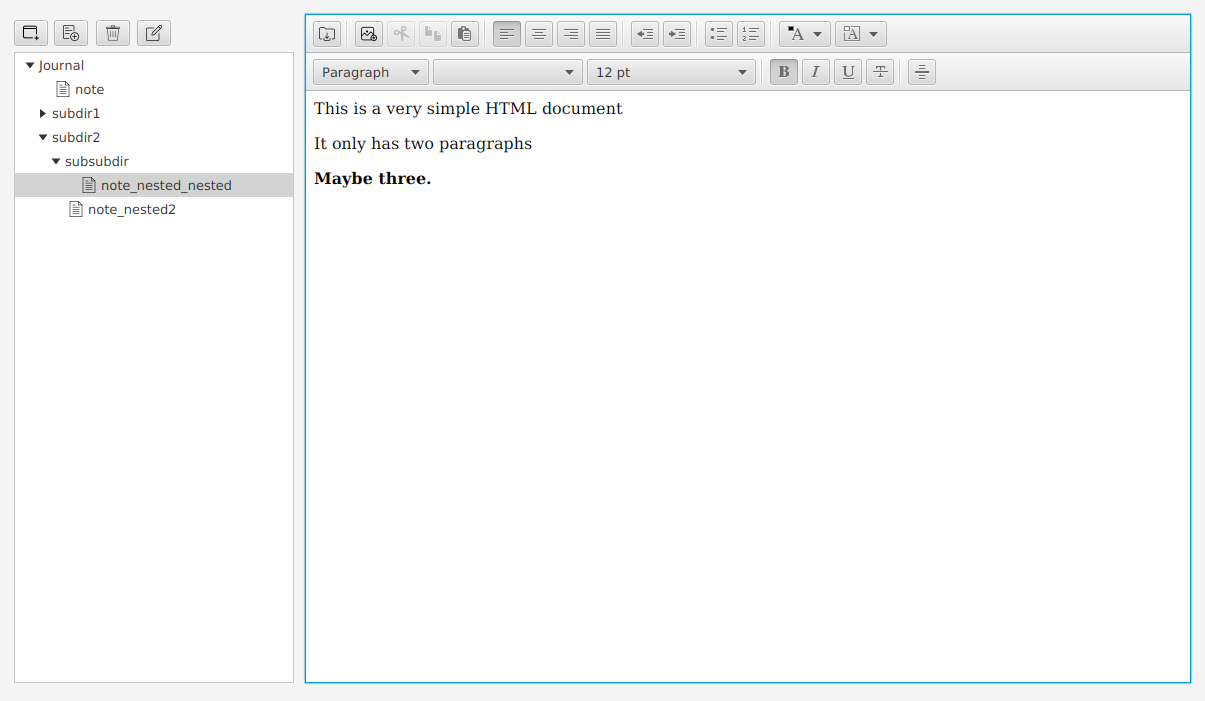 Journal
note
subdir1
subdir2
subsubdir
note_nested_nested
note_nested2
Paragraph
12 pt
B I U T
This is a very simple HTML document
It only has two paragraphs
Maybe three.